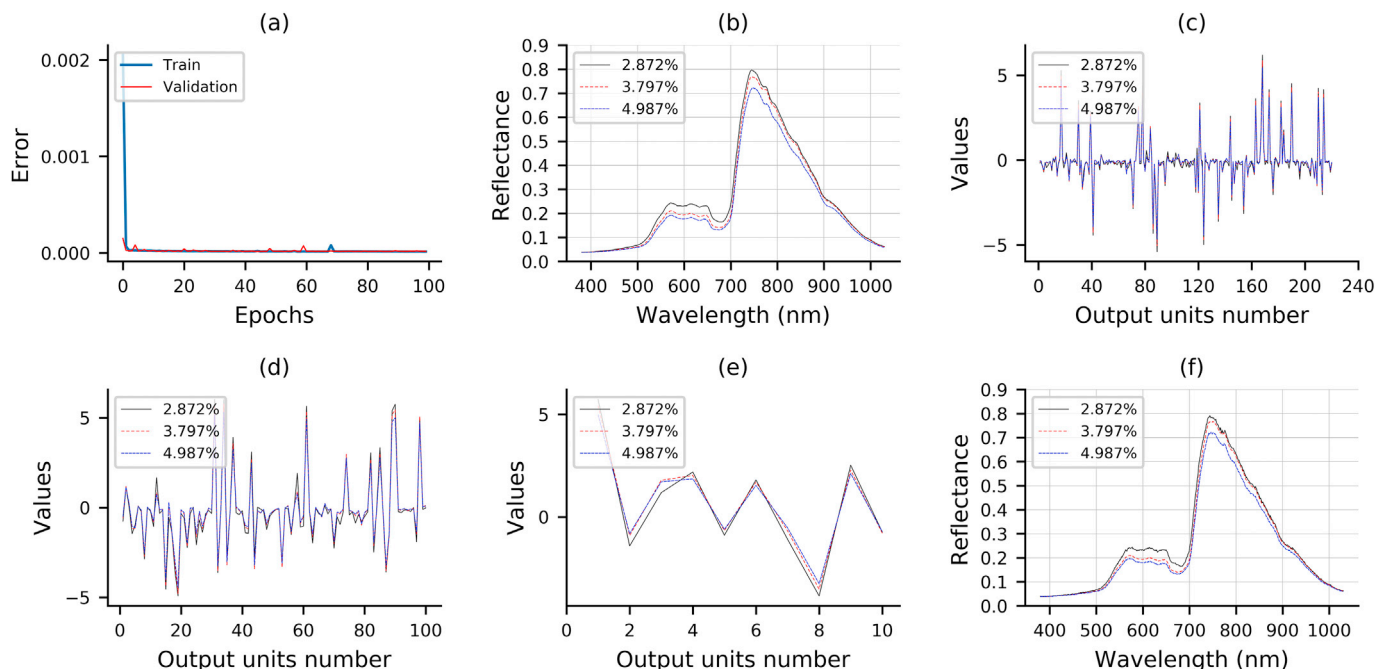 (a)
0.002
0.001
0.000
Error
Train
Validation
0 20 40 60 80 100
Epochs
(b)
0.9
0.8
0.7
0.6
0.5
0.4
0.3
0.2
0.1
0.0
Reflectance
2.872%
3.797%
4.987%
400 500 600 700 800 900 1000
Wavelength (nm)
(c)
5
0
−5
Values
2.872%
3.797%
4.987%
0 40 80 120 160 200 240
Output units number
(d)
5
0
−5
Values
2.872%
3.797%
4.987%
0 20 40 60 80 100
Output units number
(e)
5
0
Values
2.872%
3.797%
4.987%
0 2 4 6 8 10
Output units number
(f)
0.9
0.8
0.7
0.6
0.5
0.4
0.3
0.2
0.1
0.0
Reflectance
2.872%
3.797%
4.987%
400 500 600 700 800 900 1000
Wavelength (nm)